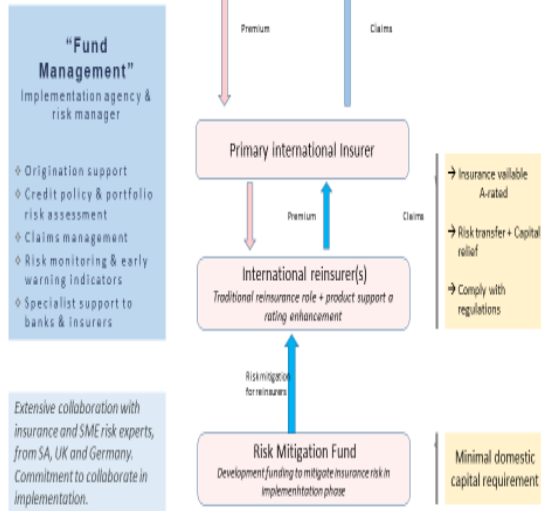 Premium
Claims
"Fund
Management"
Implementation agency &
risk manager
❖ Origination support
❖ Credit policy & portfolio
risk assessment
❖ Claims management
❖ Risk monitoring & early
warning indicators
❖ Specialist support to
banks & insurers
Primary international Insurer
Premium
Claims
→ Insurance vailable
A-rated
→ Risk transfer + Capital
relief
→ Comply with
regulations
International reinsurer(s)
Traditional reinsurance role + product support a
rating enhancement
Risk mitigation
for reinsurers
Extensive collaboration with
insurance and SME risk experts,
from SA, UK and Germany.
Commitment to collaborate in
implementation.
Risk Mitigation Fund
Development funding to mitigate insurance risk in
Implemenhtation phase
Minimal domestic
capital requirement